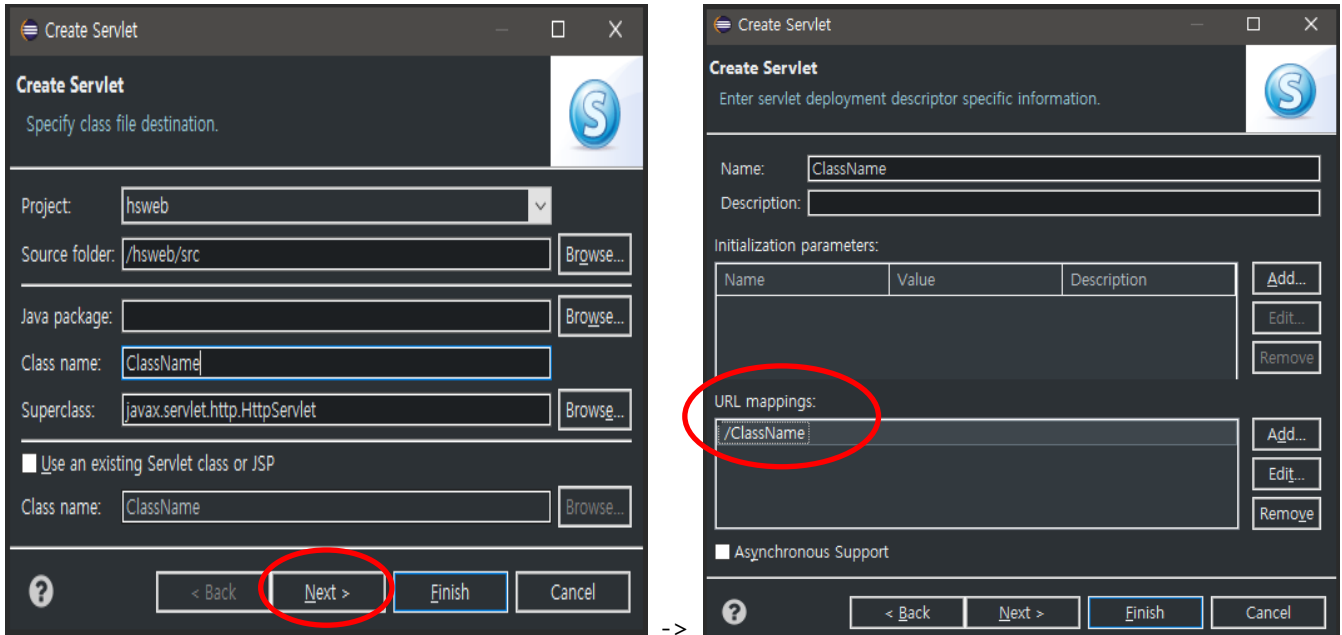 Create Servlet
Create Servlet
Specify class file destination.
Project: hsweb
Source folder: /hsweb/src Browse...
Java package: Browse...
Class name: ClassName
Superclass: javax.servlet.http.HttpServlet Browse...
Use an existing Servlet class or JSP
Class name: ClassName Browse...
? < Back Next > Finish Cancel
->
Create Servlet
Create Servlet
Enter servlet deployment descriptor specific information.
S
Name: ClassName
Description:
Initialization parameters:
Name Value Description Add...
Edit...
Remove
URL mappings:
/ClassName Add...
Edit...
Remove
Asynchronous Support
? < Back Next > Finish Cancel